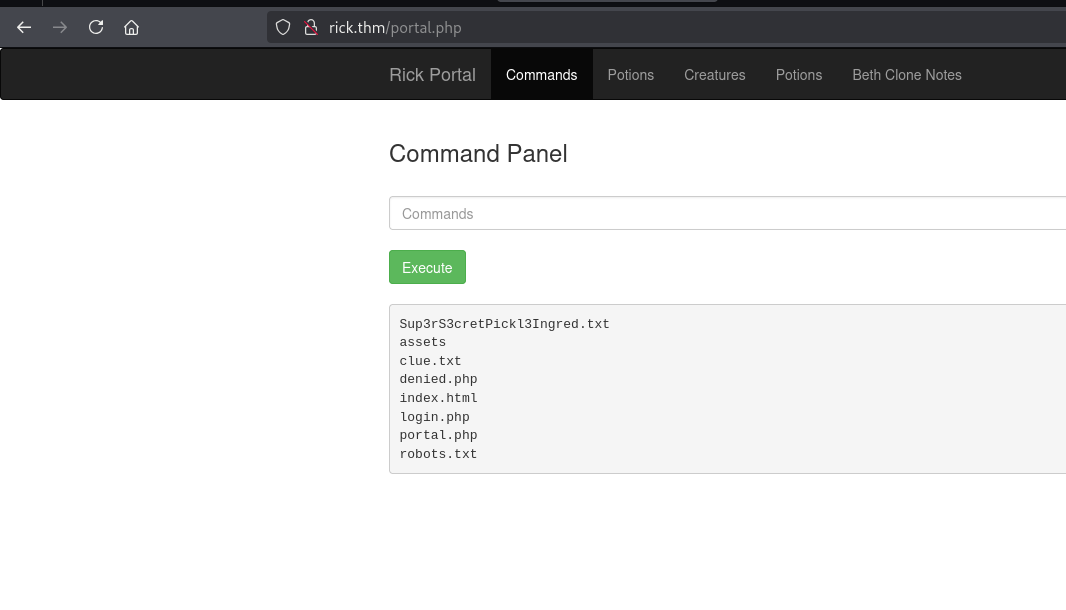 rick.thm/portal.php
Rick Portal Commands Potions Creatures Potions Beth Clone Notes
Command Panel
Commands
Execute
Sup3rS3cretPickl3Ingred.txt
assets
clue.txt
denied.php
index.html
login.php
portal.php
robots.txt